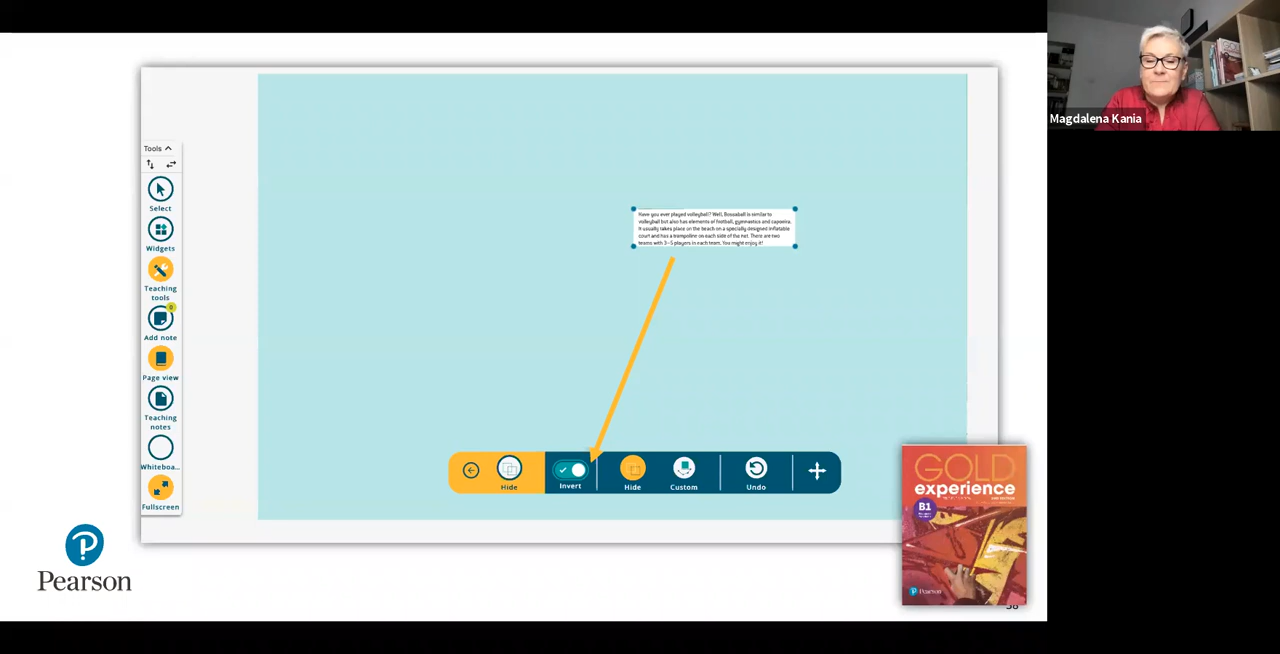 Magdalena Kania
Tools
Select
Widgets
Teaching
tools
0
Add note
Page view
Teaching
notes
Whiteboa...
Fullscreen
Have you ever played volleyball? Well, Bossaball is similar to
volleyball but also has elements of football, gymnastics and capoeira.
It usually takes place on the beach on a specially designed inflatable
court and has a trampoline on each side of the net. There are two
teams with 3–5 players in each team. You might enjoy it!
Hide
Invert
Hide
Custom
Undo
GOLD
experience
B1
Pearson
Pearson